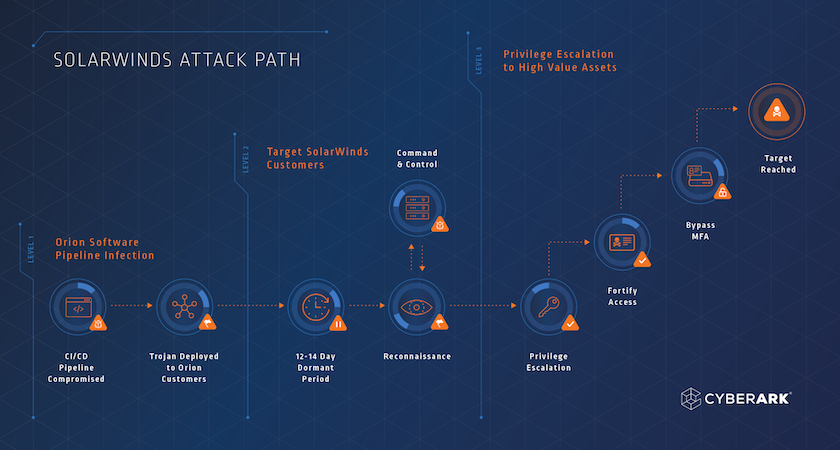 SOLARWINDS ATTACK PATH
LEVEL 1
Orion Software
Pipeline Infection
CI/CD
Pipeline
Compromised
Trojan Deployed
to Orion
Customers
LEVEL 2
Target SolarWinds
Customers
Command
& Control
12-14 Day
Dormant
Period
Reconnaissance
LEVEL 3
Privilege Escalation
to High Value Assets
Privilege
Escalation
Fortify
Access
Bypass
MFA
Target
Reached
CYBERARK®